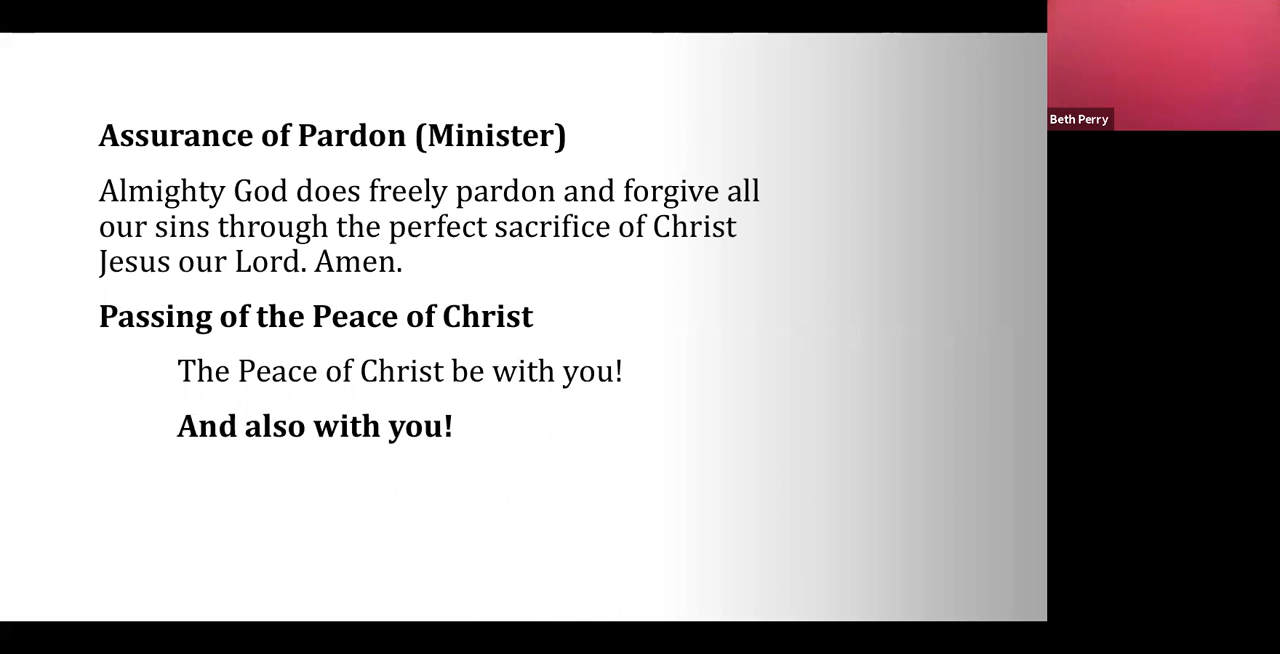 Assurance of Pardon (Minister)
Almighty God does freely pardon and forgive all
our sins through the perfect sacrifice of Christ
Jesus our Lord. Amen.
Passing of the Peace of Christ
The Peace of Christ be with you!
And also with you!
Beth Perry